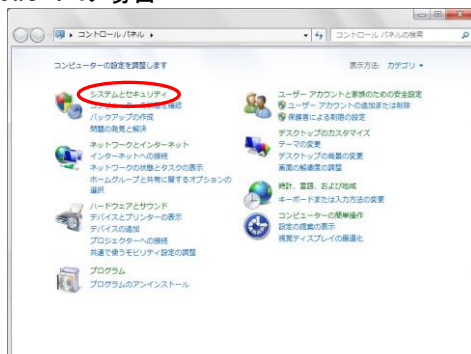 コントロール パネル
コントロール パネルの検索
コンピューターの設定を調整します
表示方法: カテゴリ
システムとセキュリティ
バックアップの作成
問題の発見と解決
ネットワークとインターネット
インターネットへの接続
ネットワークの状態とタスクの表示
ホームグループと共有に関するオプションの
選択
ハードウェアとサウンド
デバイスとプリンターの表示
デバイスの追加
プロジェクターへの接続
共通で使うモビリティ設定の調整
プログラム
プログラムのアンインストール
ユーザー アカウントと家族のための安全設定
ユーザー アカウントの追加または削除
保護者による制限の設定
デスクトップのカスタマイズ
テーマの変更
デスクトップの背景の変更
画面の解像度の調整
時計、言語、および地域
キーボードまたは入力方法の変更
コンピューターの簡単操作
設定の提案の表示
視覚ディスプレイの最適化